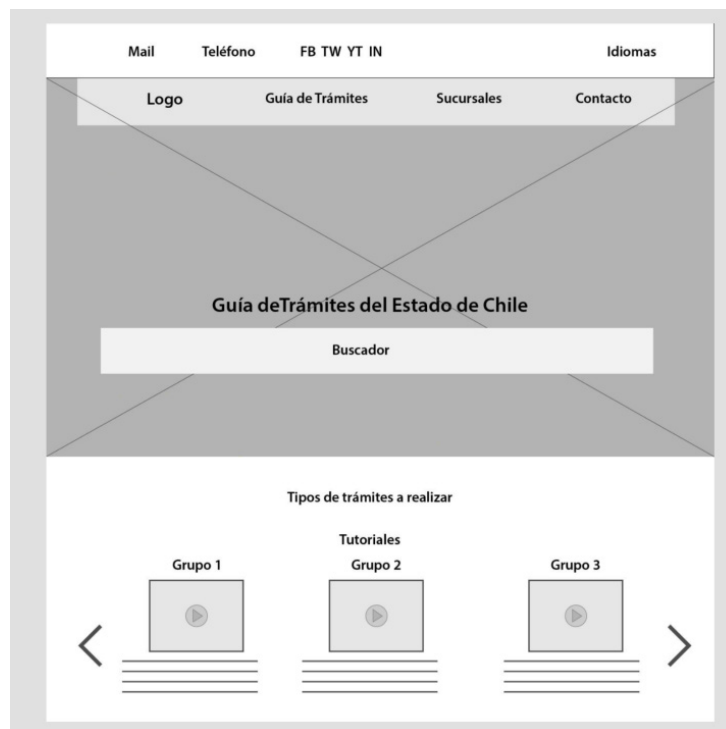 Mail Teléfono FB TW YT IN Idiomas
Logo Guía de Trámites Sucursales Contacto
Guía deTrámites del Estado de Chile
Buscador
Tipos de trámites a realizar
Tutoriales
Grupo 1 Grupo 2 Grupo 3